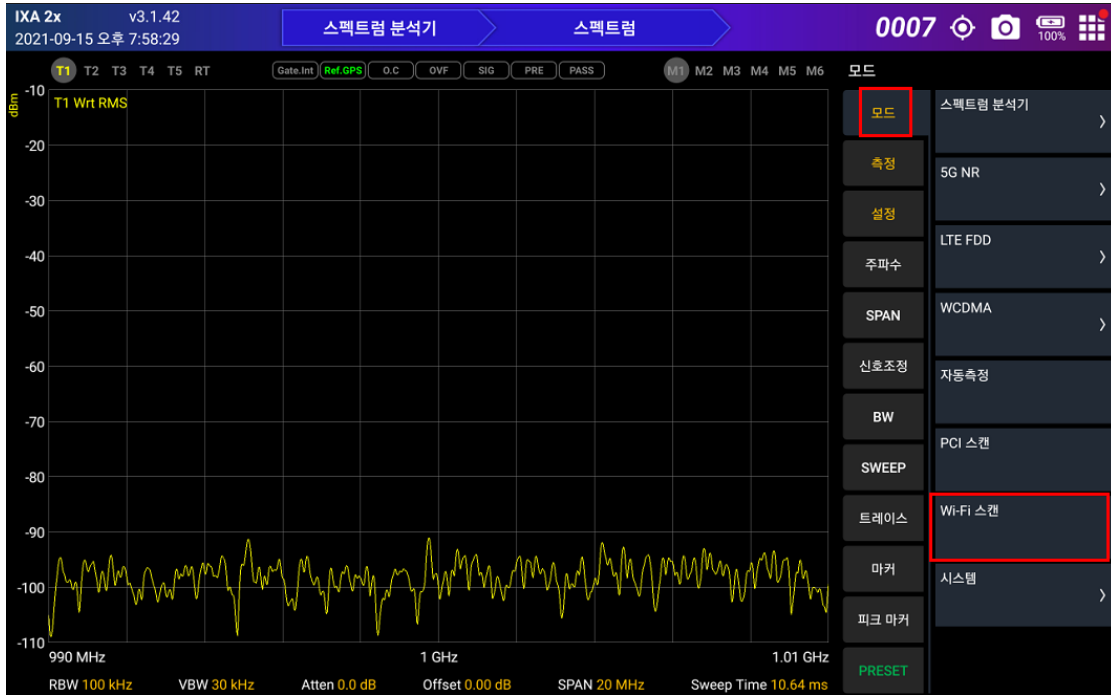 IXA 2x v3.1.42
2021-09-15 오후 7:58:29
스펙트럼 분석기 스펙트럼
0007
100%
T1 T2 T3 T4 T5 RT
Gate.Int Ref.GPS O.C OVF SIG PRE PASS
M1 M2 M3 M4 M5 M6
모드
dBm
T1 Wrt RMS
-10
-20
-30
-40
-50
-60
-70
-80
-90
-100
-110
990 MHz 1 GHz 1.01 GHz
RBW 100 kHz VBW 30 kHz Atten 0.0 dB Offset 0.00 dB SPAN 20 MHz Sweep Time 10.64 ms
모드
측정
설정
주파수
SPAN
신호조정
BW
SWEEP
트레이스
마커
피크 마커
PRESET
스펙트럼 분석기
5G NR
LTE FDD
WCDMA
자동측정
PCI 스캔
Wi-Fi 스캔
시스템